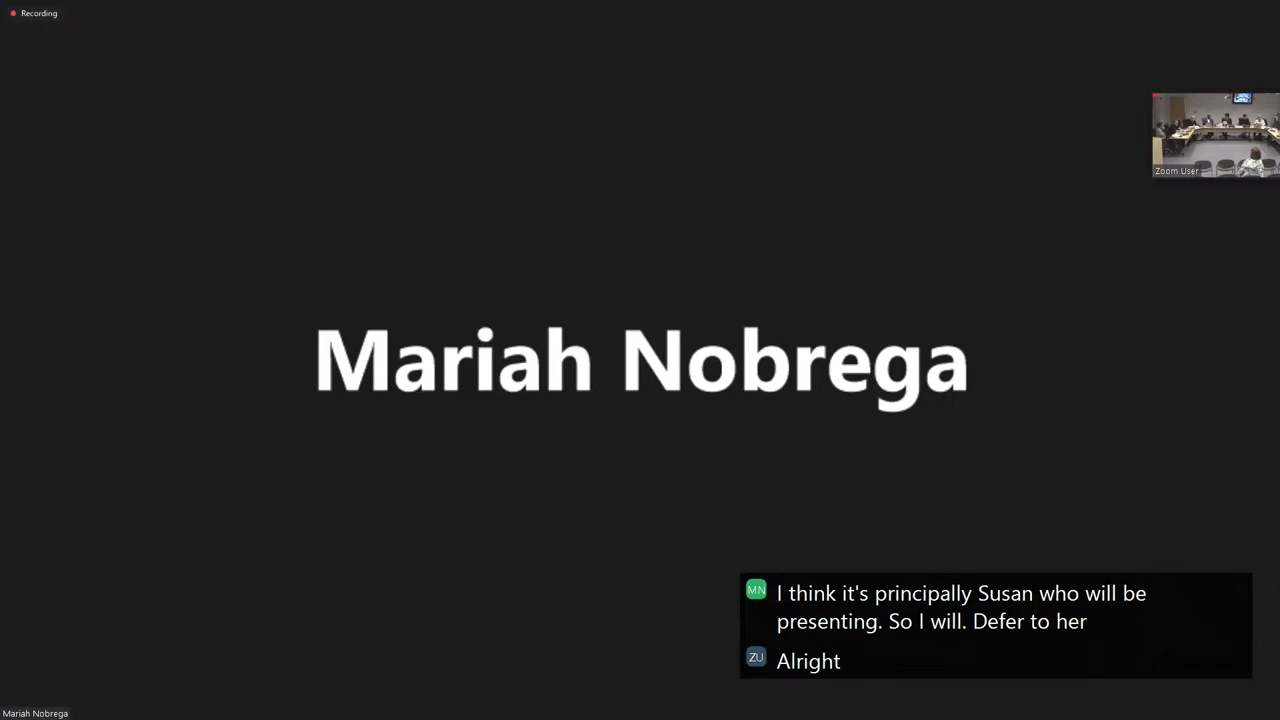 Recording
Zoom User
Mariah Nobrega
MN I think it's principally Susan who will be
presenting. So I will. Defer to her
ZU Alright
Mariah Nobrega